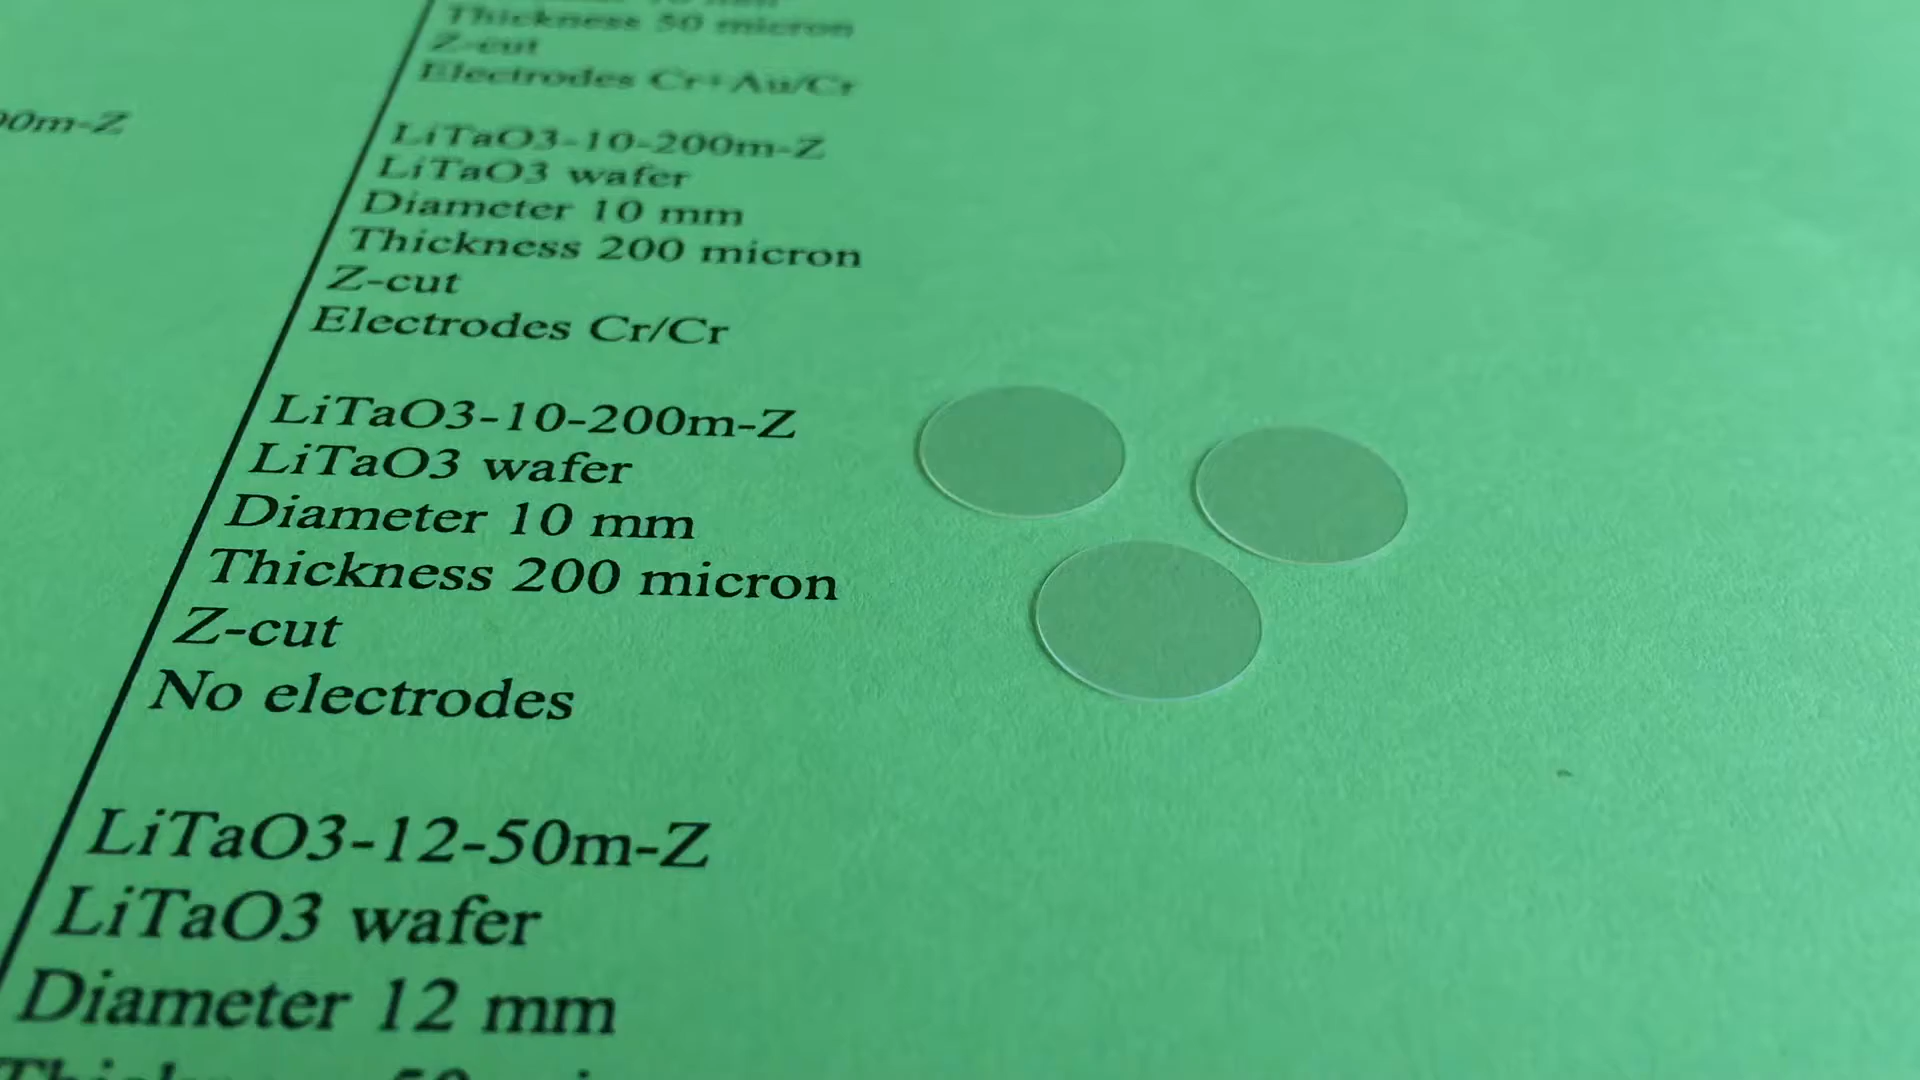 00m-Z
Thickness 50 micron
Z-cut
Electrodes Cr+Au/Cr
LiTaO3-10-200m-Z
LiTaO3 wafer
Diameter 10 mm
Thickness 200 micron
Z-cut
Electrodes Cr/Cr
LiTaO3-10-200m-Z
LiTaO3 wafer
Diameter 10 mm
Thickness 200 micron
Z-cut
No electrodes
LiTaO3-12-50m-Z
LiTaO3 wafer
Diameter 12 mm